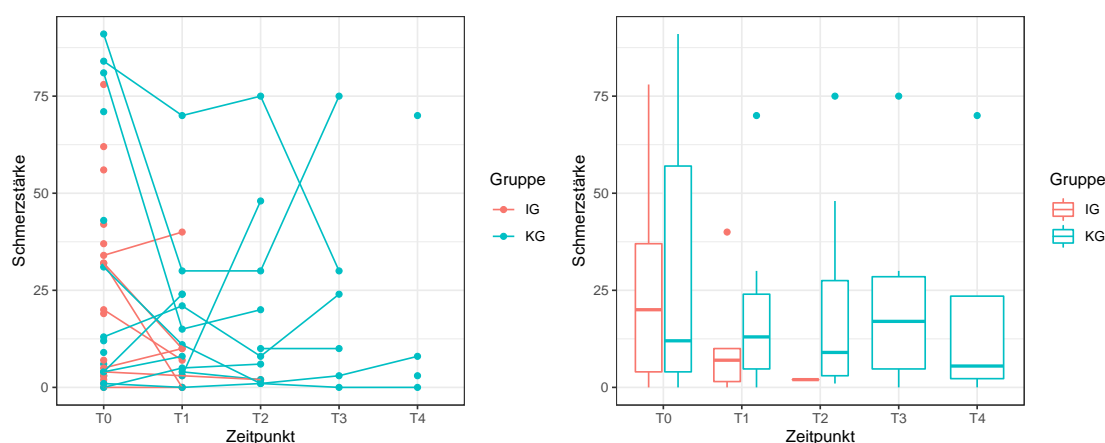 Schmerzstärke
75
50
25
0
T0 T1 T2 T3 T4
Zeitpunkt
Gruppe
IG
KG
Schmerzstärke
75
50
25
0
T0 T1 T2 T3 T4
Zeitpunkt
Gruppe
IG
KG